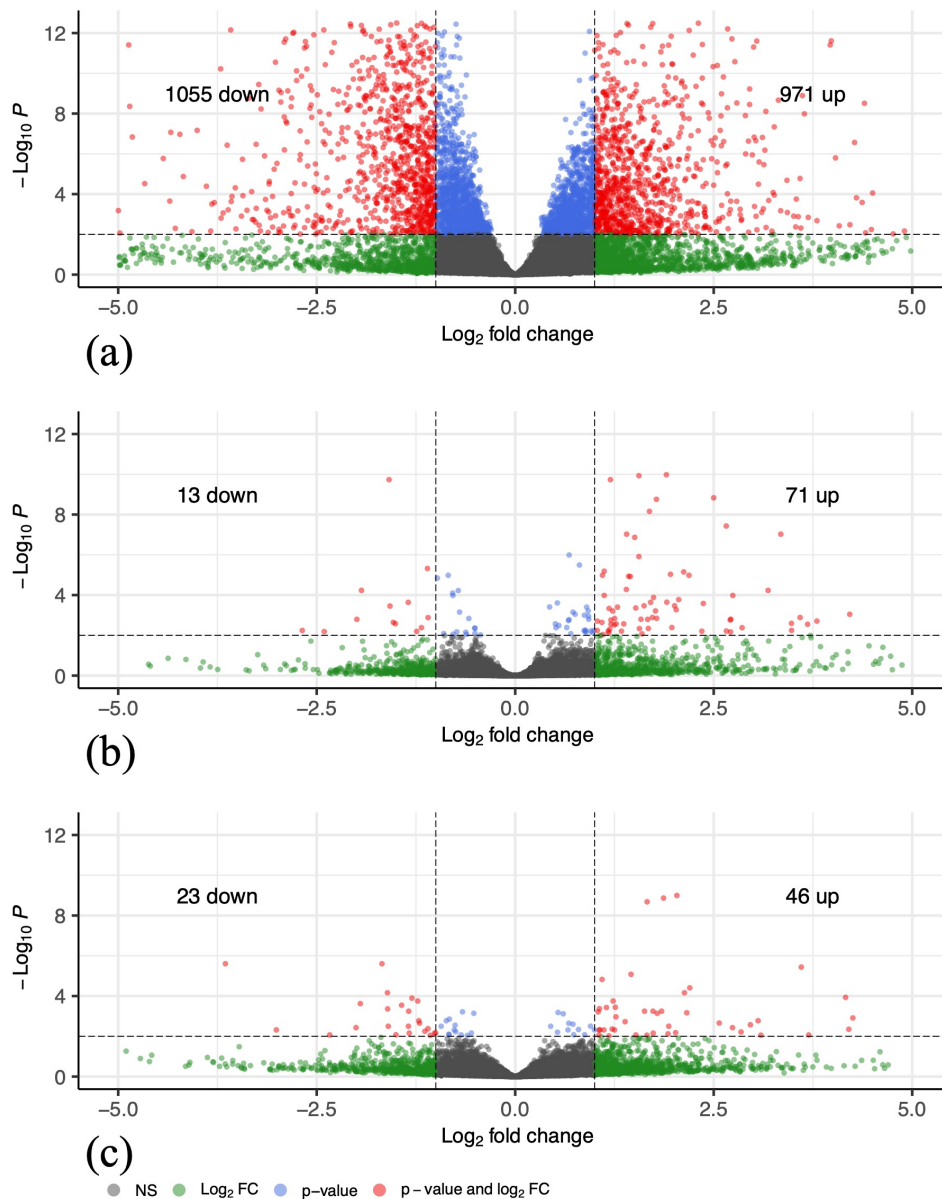 12
8
4
0
− Log10 P
1055 down
971 up
−5.0 −2.5 0.0 2.5 5.0
Log2 fold change
(a)
12
8
4
0
− Log10 P
13 down
71 up
−5.0 −2.5 0.0 2.5 5.0
Log2 fold change
(b)
12
8
4
0
− Log10 P
23 down
46 up
−5.0 −2.5 0.0 2.5 5.0
Log2 fold change
(c)
NS Log2 FC p−value p − value and log2 FC